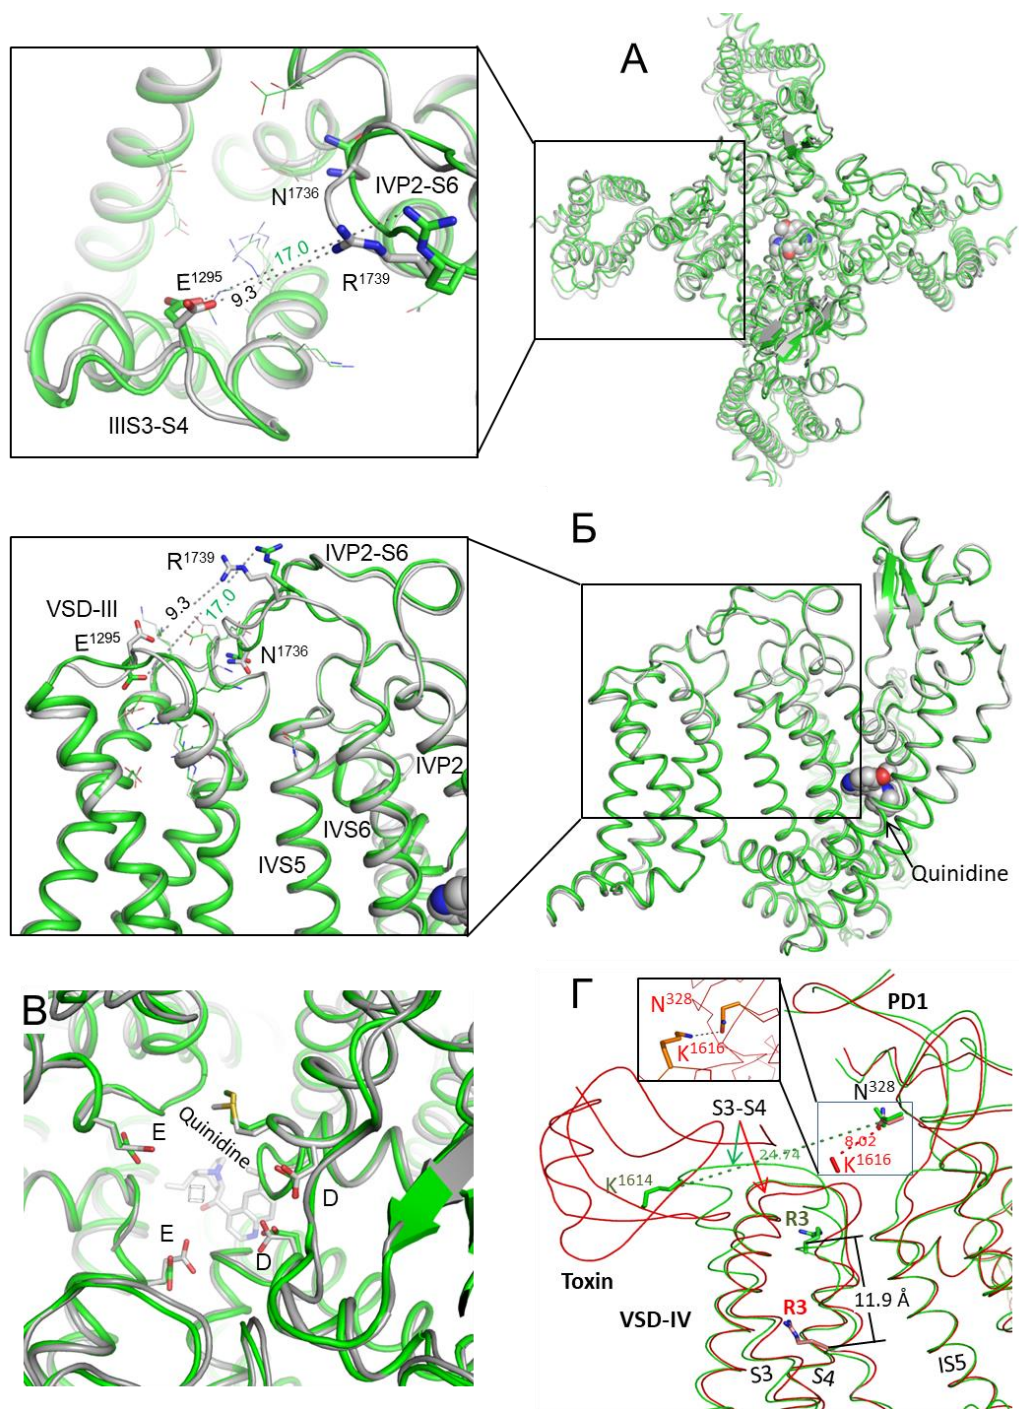 А
N1736
IVP2-S6
E1295
17.0
9.3
R1739
IIIS3-S4
Б
R1739
IVP2-S6
VSD-III
9.3
17.0
E1295
N1736
IVP2
IVS6
IVS5
Quinidine
В
Quinidine
E
D
E
D
Г
N328
K1616
PD1
N328
S3-S4
8.02
24.74
K1616
K1614
R3
Toxin
11.9 Å
R3
VSD-IV
S3
S4
IS5